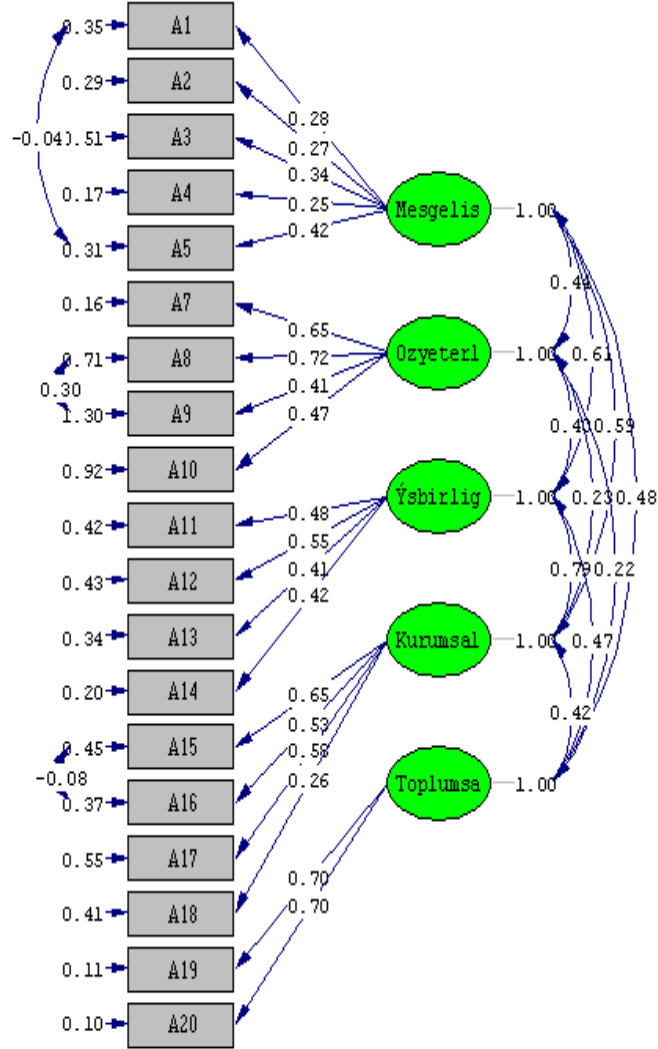 0.35 A1
0.29 A2
0.28
-0.04 0.51 A3
0.27
0.34
0.17 A4
0.25
Mesgelis 1.00
0.42
0.31 A5
0.44
0.16 A7
0.65
0.71 A8
0.72
Ozyeterl 1.00 0.61
0.30
0.41
1.30 A9
0.47
0.40 0.59
0.92 A10
Ýsbirlig 1.00 0.23 0.48
0.48
0.42 A11
0.55
0.41
0.43 A12
0.79 0.22
0.42
0.34 A13
Kurumsal 1.00 0.47
0.20 A14
0.65
0.42
0.53
0.45 A15
0.58
-0.08
0.26
Toplumsa 1.00
0.37 A16
0.55 A17
0.70
0.70
0.41 A18
0.11 A19
0.10 A20